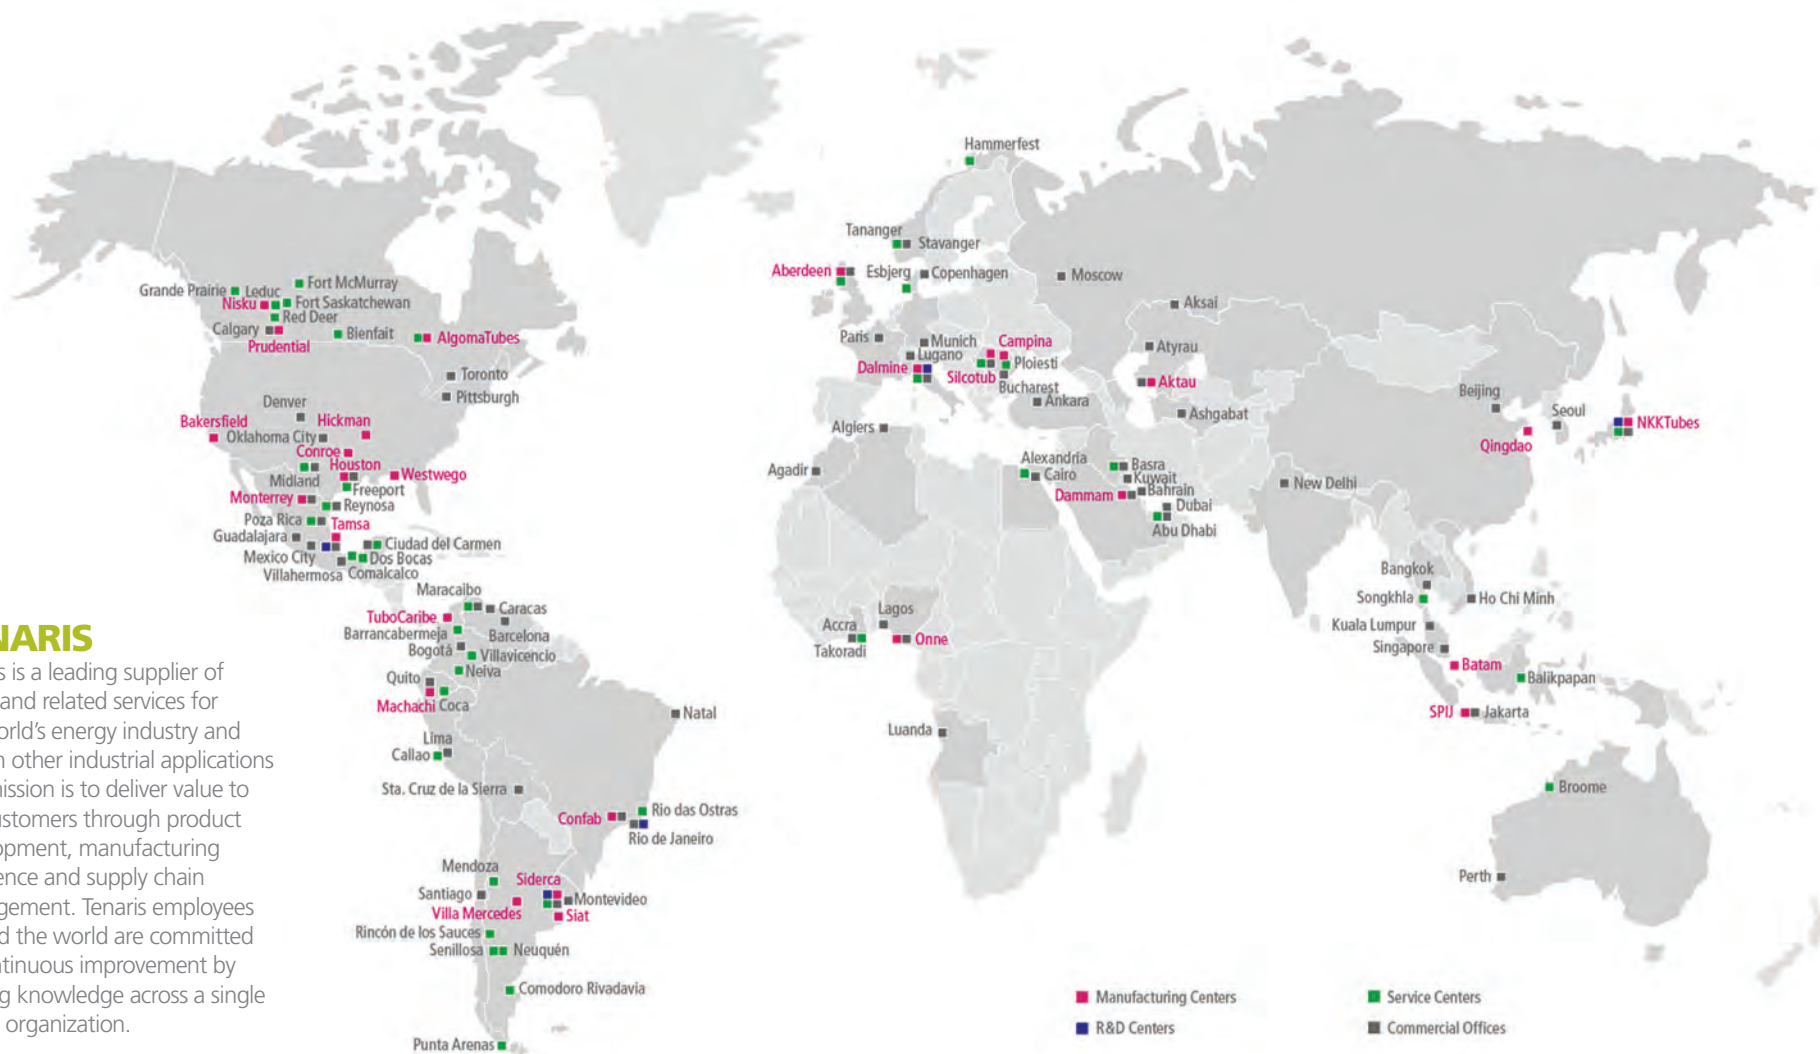 Hammerfest
Tananger
Stavanger
Aberdeen
Esbjerg
Copenhagen
Moscow
Aksai
Fort McMurray
Grande Prairie
Leduc
Nisku
Fort Saskatchewan
Red Deer
Calgary
Bienfait
AlgomaTubes
Prudential
Paris
Munich
Campina
Lugano
Atyrau
Dalmine
Silcotub
Ploiesti
Bucharest
Aktau
Toronto
Pittsburgh
Ankara
Ashgabat
Beijing
Seoul
NKKTubes
Qingdao
Denver
Bakersfield
Hickman
Oklahoma City
Conroe
Houston
Westwego
Midland
Freeport
Monterrey
Reynosa
Poza Rica
Tamsa
Guadalajara
Ciudad del Carmen
Mexico City
Dos Bocas
Villahermosa
Comalcalco
Algiers
Agadir
Alexandria
Cairo
Basra
Kuwait
Dammam
Bahrain
Dubai
Abu Dhabi
New Delhi
Maracaibo
Caracas
TuboCaribe
Barrancabermeja
Barcelona
Bogotá
Villavicencio
Neiva
Quito
Machachi
Coca
Lagos
Accra
Takoradi
Onne
Bangkok
Songkhla
Ho Chi Minh
Kuala Lumpur
Singapore
Batam
Balikpapan
SPIJ
Jakarta
Natal
Luanda
Lima
Callao
Sta. Cruz de la Sierra
Confab
Rio das Ostras
Rio de Janeiro
Broome
Perth
Mendoza
Siderca
Santiago
Montevideo
Villa Mercedes
Siat
Rincón de los Sauces
Senillosa
Neuquén
Comodoro Rivadavia
Punta Arenas
NARIS
s is a leading supplier of
and related services for
orld's energy industry and
n other industrial applications
ission is to deliver value to
ustomers through product
opment, manufacturing
ence and supply chain
gement. Tenaris employees
d the world are committed
ntinuous improvement by
g knowledge across a single
organization.
Manufacturing Centers
Service Centers
R&D Centers
Commercial Offices